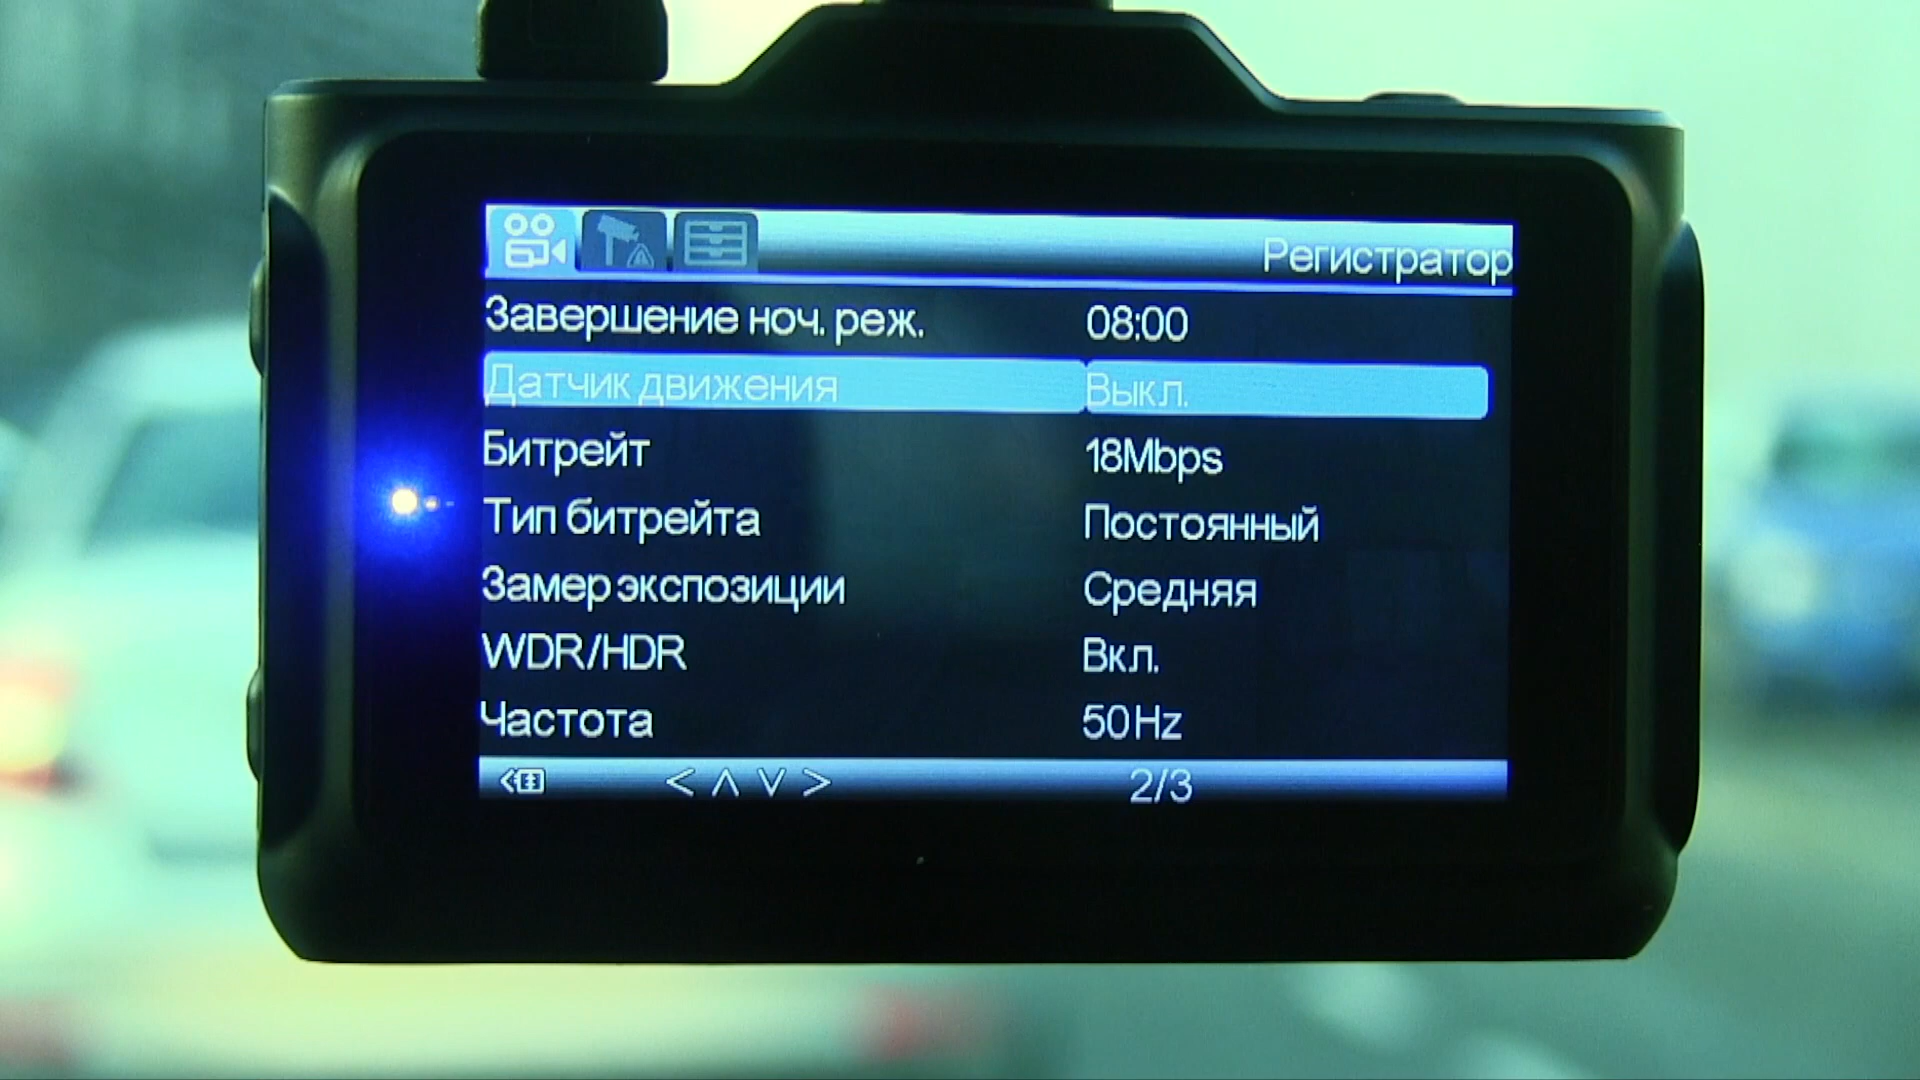 Регистратор
Завершение ноч. реж. 08:00
Датчик движения Выкл.
Битрейт 18Mbps
Тип битрейта Постоянный
Замер экспозиции Средняя
WDR/HDR Вкл.
Частота 50Hz
2/3